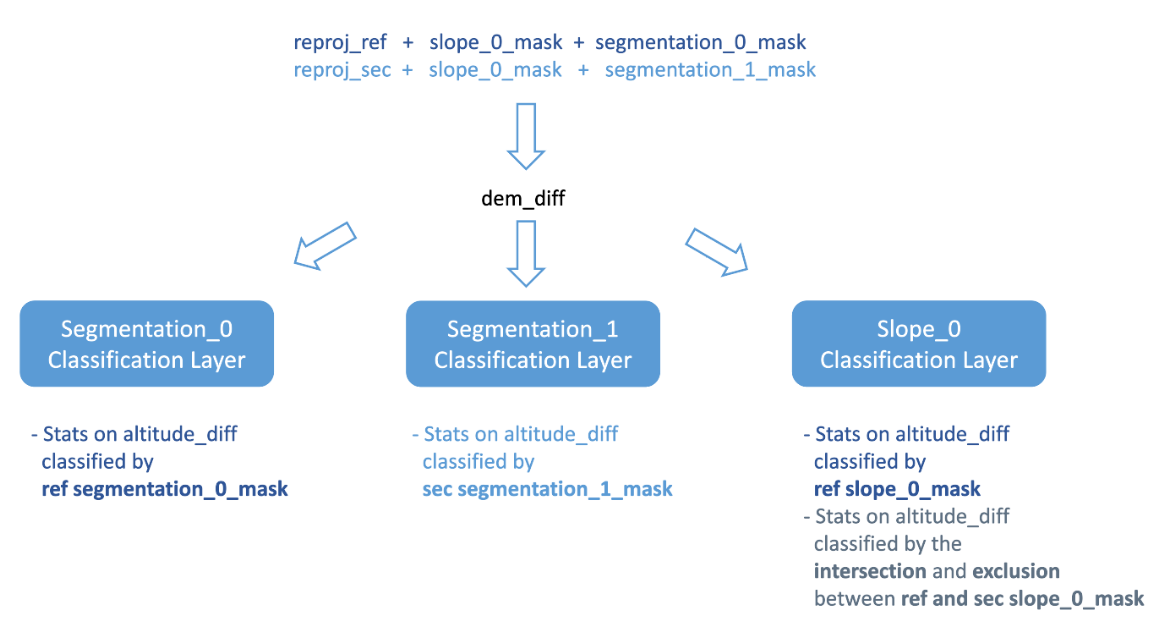 reproj_ref + slope_0_mask + segmentation_0_mask
reproj_sec + slope_0_mask + segmentation_1_mask
dem_diff
Segmentation_0
Classification Layer
Segmentation_1
Classification Layer
Slope_0
Classification Layer
- Stats on altitude_diff
classified by
ref segmentation_0_mask
- Stats on altitude_diff
classified by
sec segmentation_1_mask
- Stats on altitude_diff
classified by
ref slope_0_mask
- Stats on altitude_diff
classified by the
intersection and exclusion
between ref and sec slope_0_mask